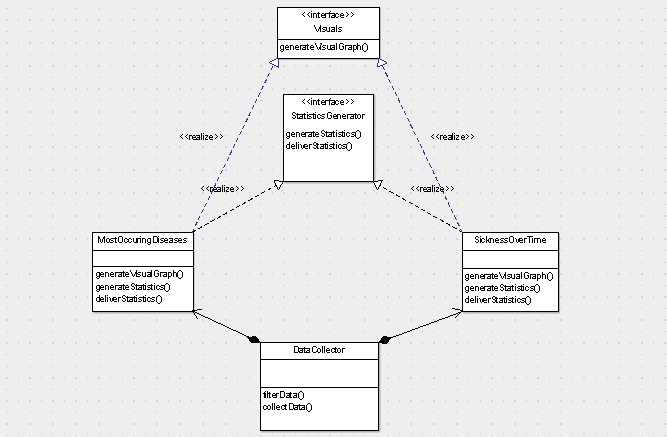 <<interface>>
Visuals
generateVisualGraph()
<<interface>>
Statistics Generator
generateStatistics()
deliverStatistics()
<<realize>>
<<realize>>
<<realize>>
<<realize>>
MostOccuringDiseases
generateVisualGraph()
generateStatistics()
deliverStatistics()
SicknessOverTime
generateVisualGraph()
generateStatistics()
deliverStatistics()
DataCollector
filterData()
collectData()